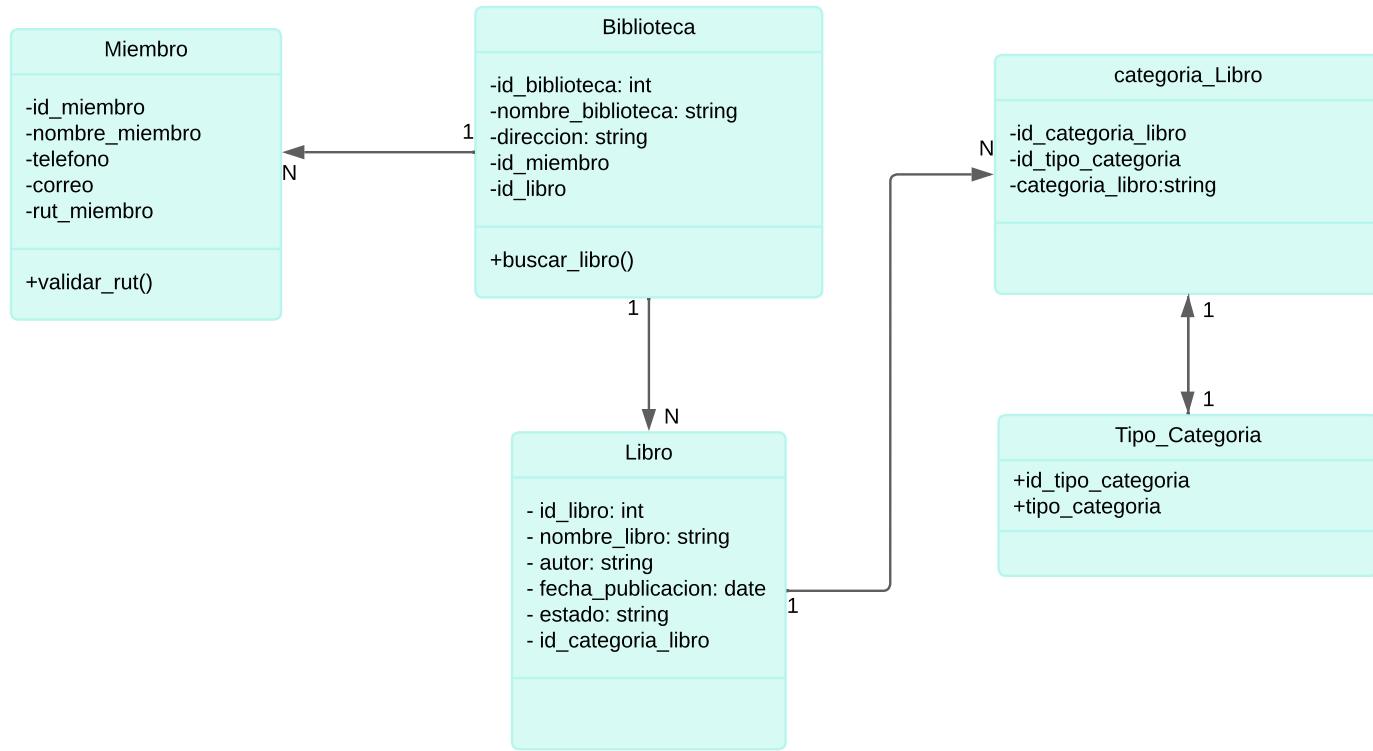 Miembro
-id_miembro
-nombre_miembro
-telefono
-correo
-rut_miembro
+validar_rut()
1
N
Biblioteca
-id_biblioteca: int
-nombre_biblioteca: string
-direccion: string
-id_miembro
-id_libro
+buscar_libro()
1
N
Libro
- id_libro: int
- nombre_libro: string
- autor: string
- fecha_publicacion: date
- estado: string
- id_categoria_libro
1
N
categoria_Libro
-id_categoria_libro
-id_tipo_categoria
-categoria_libro:string
1
1
Tipo_Categoria
+id_tipo_categoria
+tipo_categoria